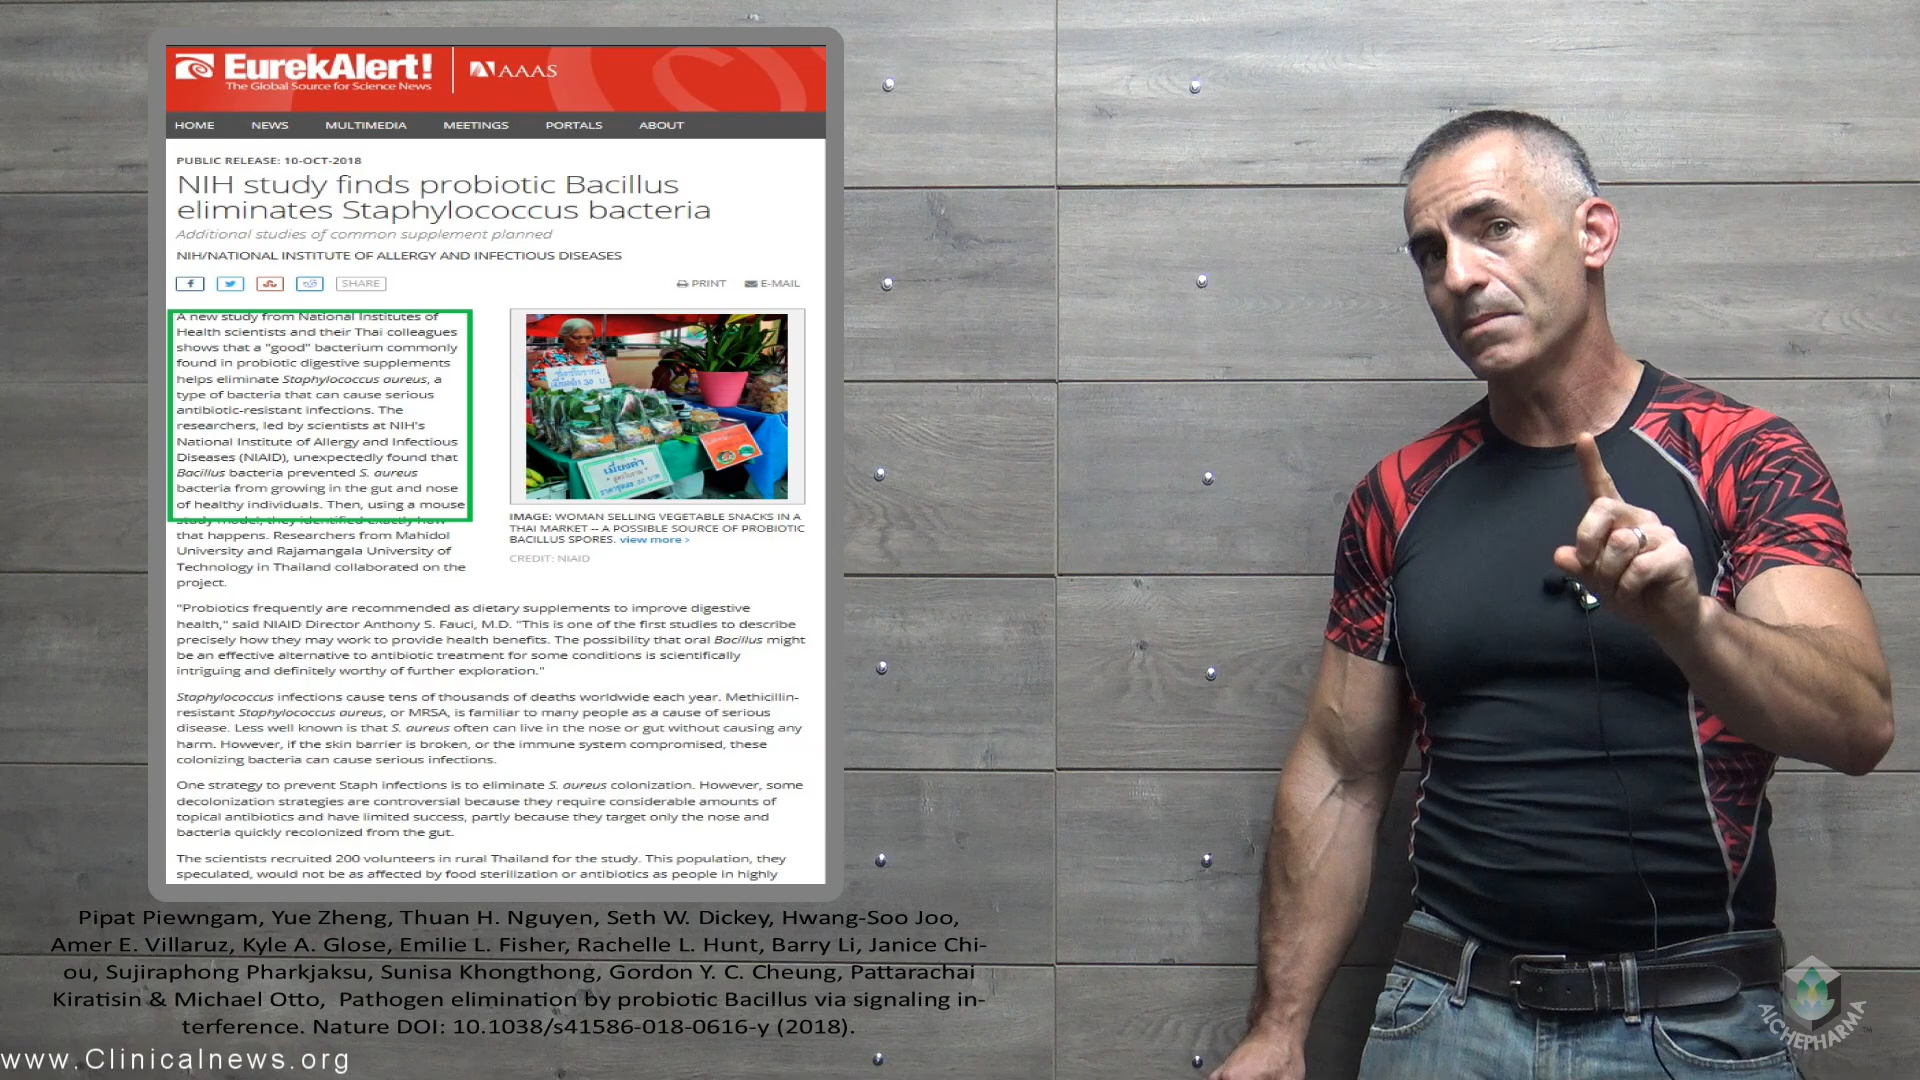 EurekAlert!
The Global Source for Science News
AAAS
HOME NEWS MULTIMEDIA MEETINGS PORTALS ABOUT
PUBLIC RELEASE: 10-OCT-2018
NIH study finds probiotic Bacillus
eliminates Staphylococcus bacteria
Additional studies of common supplement planned
NIH/NATIONAL INSTITUTE OF ALLERGY AND INFECTIOUS DISEASES
SHARE
PRINT E-MAIL
A new study from National Institutes of
Health scientists and their Thai colleagues
shows that a "good" bacterium commonly
found in probiotic digestive supplements
helps eliminate Staphylococcus aureus, a
type of bacteria that can cause serious
antibiotic-resistant infections. The
researchers, led by scientists at NIH's
National Institute of Allergy and Infectious
Diseases (NIAID), unexpectedly found that
Bacillus bacteria prevented S. aureus
bacteria from growing in the gut and nose
of healthy individuals. Then, using a mouse
study model, they identified exactly how
that happens. Researchers from Mahidol
University and Rajamangala University of
Technology in Thailand collaborated on the
project.
เมี่ยงคำ
IMAGE: WOMAN SELLING VEGETABLE SNACKS IN A
THAI MARKET -- A POSSIBLE SOURCE OF PROBIOTIC
BACILLUS SPORES. view more >
CREDIT: NIAID
"Probiotics frequently are recommended as dietary supplements to improve digestive
health," said NIAID Director Anthony S. Fauci, M.D. "This is one of the first studies to describe
precisely how they may work to provide health benefits. The possibility that oral Bacillus might
be an effective alternative to antibiotic treatment for some conditions is scientifically
intriguing and definitely worthy of further exploration."
Staphylococcus infections cause tens of thousands of deaths worldwide each year. Methicillin-
resistant Staphylococcus aureus, or MRSA, is familiar to many people as a cause of serious
disease. Less well known is that S. aureus often can live in the nose or gut without causing any
harm. However, if the skin barrier is broken, or the immune system compromised, these
colonizing bacteria can cause serious infections.
One strategy to prevent Staph infections is to eliminate S. aureus colonization. However, some
decolonization strategies are controversial because they require considerable amounts of
topical antibiotics and have limited success, partly because they target only the nose and
bacteria quickly recolonized from the gut.
The scientists recruited 200 volunteers in rural Thailand for the study. This population, they
speculated, would not be as affected by food sterilization or antibiotics as people in highly
Pipat Piewngam, Yue Zheng, Thuan H. Nguyen, Seth W. Dickey, Hwang-Soo Joo,
Amer E. Villaruz, Kyle A. Glose, Emilie L. Fisher, Rachelle L. Hunt, Barry Li, Janice Chi-
ou, Sujiraphong Pharkjaksu, Sunisa Khongthong, Gordon Y. C. Cheung, Pattarachai
Kiratisin & Michael Otto, Pathogen elimination by probiotic Bacillus via signaling in-
terference. Nature DOI: 10.1038/s41586-018-0616-y (2018).
www.Clinicalnews.org
ALCHEPHARMA TM